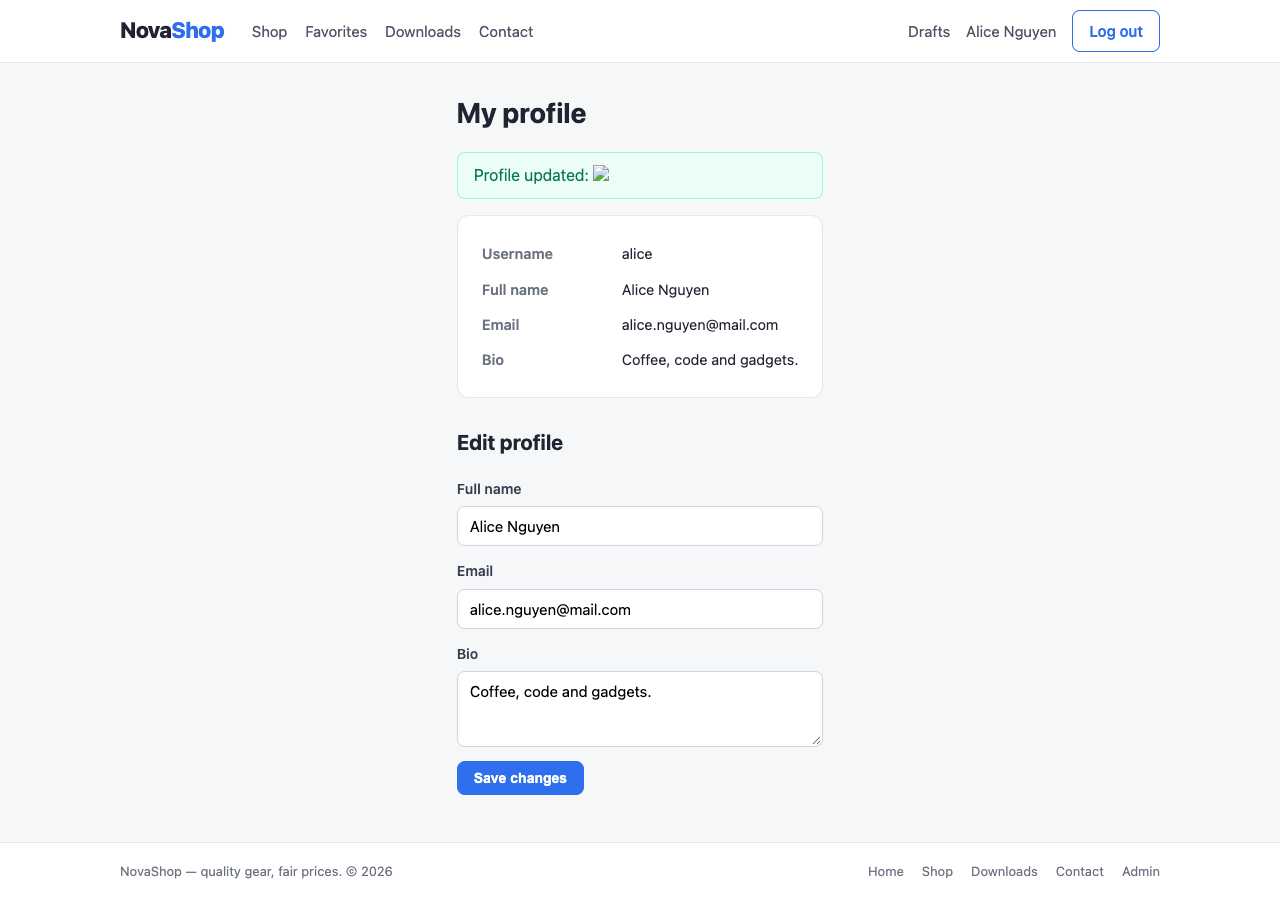 NovaShop Shop Favorites Downloads Contact Drafts Alice Nguyen Log out
My profile
Profile updated:
Username alice
Full name Alice Nguyen
Email alice.nguyen@mail.com
Bio Coffee, code and gadgets.
Edit profile
Full name
Alice Nguyen
Email
alice.nguyen@mail.com
Bio
Coffee, code and gadgets.
Save changes
NovaShop — quality gear, fair prices. © 2026 Home Shop Downloads Contact Admin